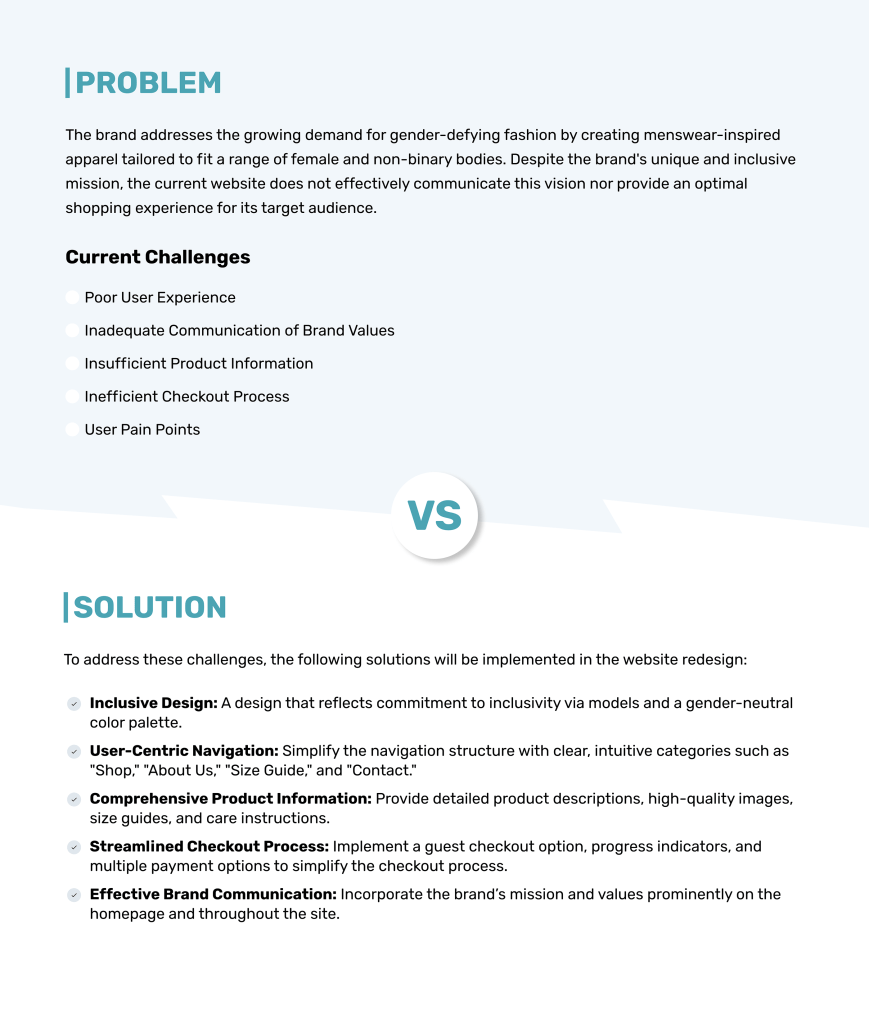 PROBLEM
The brand addresses the growing demand for gender-defying fashion by creating menswear-inspired
apparel tailored to fit a range of female and non-binary bodies. Despite the brand's unique and inclusive
mission, the current website does not effectively communicate this vision nor provide an optimal
shopping experience for its target audience.
Current Challenges
Poor User Experience
Inadequate Communication of Brand Values
Insufficient Product Information
Inefficient Checkout Process
User Pain Points
VS
SOLUTION
To address these challenges, the following solutions will be implemented in the website redesign:
Inclusive Design: A design that reflects commitment to inclusivity via models and a gender-neutral
color palette.
User-Centric Navigation: Simplify the navigation structure with clear, intuitive categories such as
"Shop," "About Us," "Size Guide," and "Contact."
Comprehensive Product Information: Provide detailed product descriptions, high-quality images,
size guides, and care instructions.
Streamlined Checkout Process: Implement a guest checkout option, progress indicators, and
multiple payment options to simplify the checkout process.
Effective Brand Communication: Incorporate the brand’s mission and values prominently on the
homepage and throughout the site.